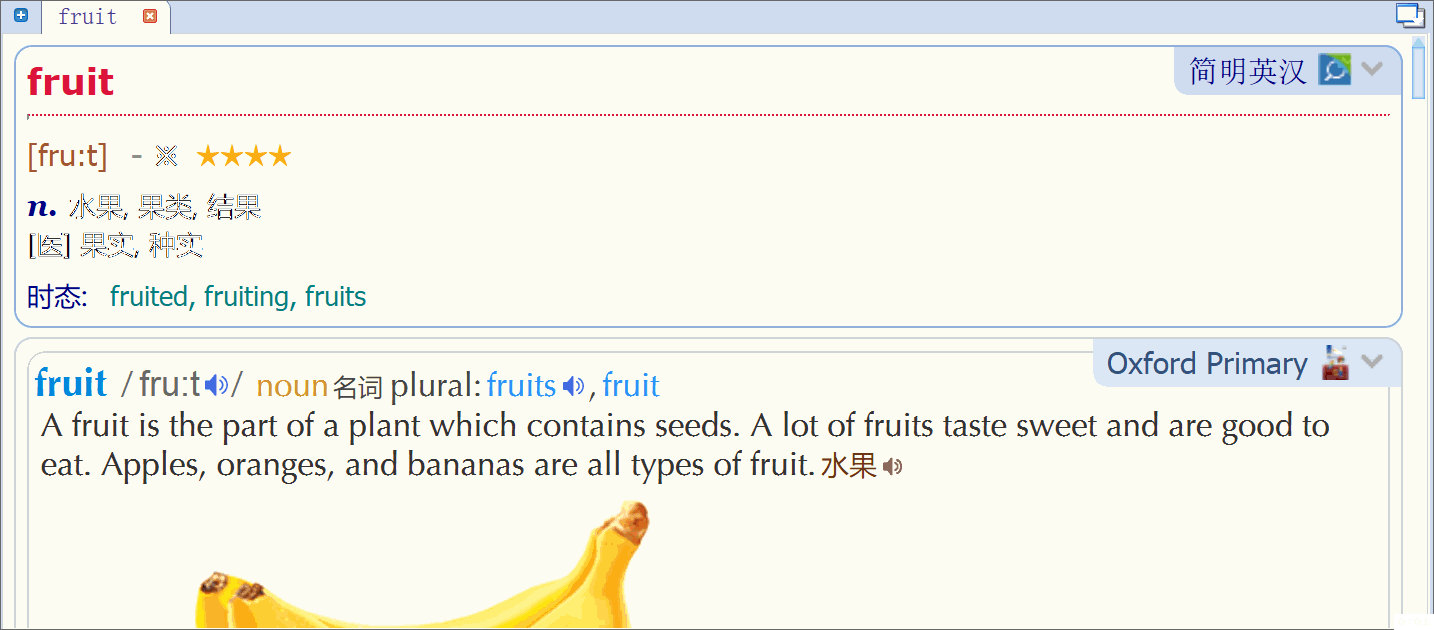 fruit
fruit
简明英汉
[fru:t] - ※ ★★★★
n. 水果, 果类, 结果
[医] 果实, 种实
时态: fruited, fruiting, fruits
Oxford Primary
fruit /fru:t/ noun 名词 plural: fruits, fruit
A fruit is the part of a plant which contains seeds. A lot of fruits taste sweet and are good to
eat. Apples, oranges, and bananas are all types of fruit. 水果